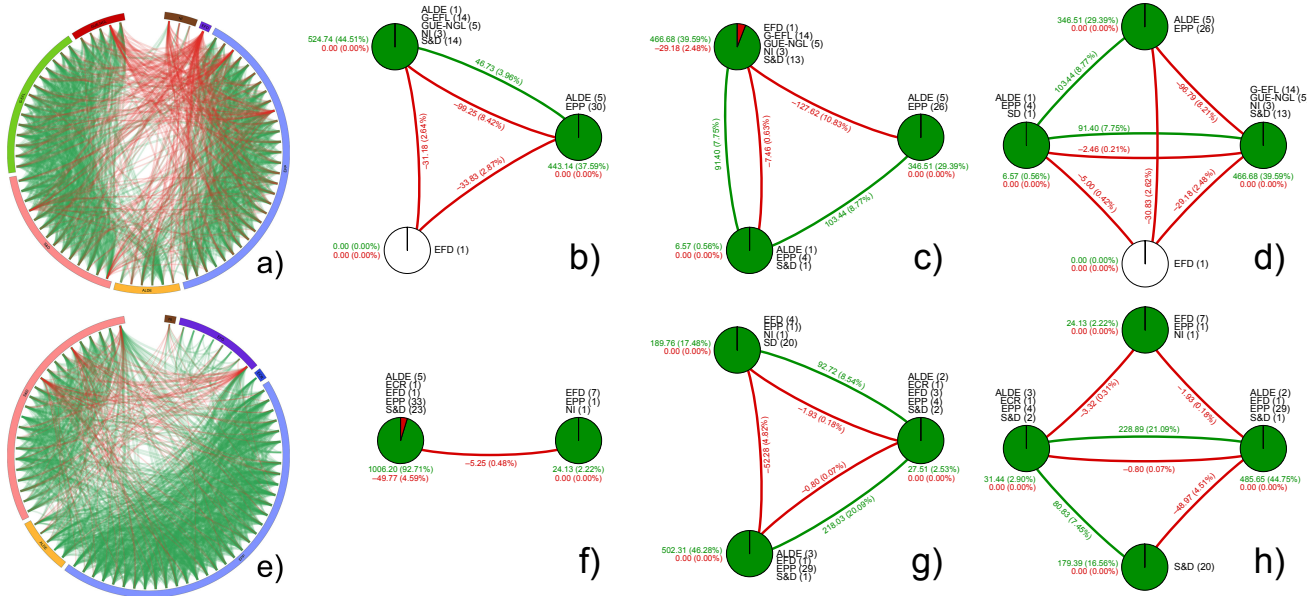 a)
ALDE
EPP
ALDE (1)
G-EFL (14)
GUE-NGL (5)
NI (3)
S&D (14)
524.74 (44.51%)
0.00 (0.00%)
46.73 (3.96%)
−99.25 (8.42%)
−31.18 (2.64%)
−33.83 (2.87%)
ALDE (5)
EPP (30)
443.14 (37.59%)
0.00 (0.00%)
0.00 (0.00%)
0.00 (0.00%)
EFD (1)
b)
EFD (1)
G-EFL (14)
GUE-NGL (5)
NI (3)
S&D (13)
466.68 (39.59%)
−29.18 (2.48%)
−127.62 (10.83%)
91.40 (7.75%)
−7.46 (0.63%)
103.44 (8.77%)
ALDE (5)
EPP (26)
346.51 (29.39%)
0.00 (0.00%)
6.57 (0.56%)
0.00 (0.00%)
ALDE (1)
EPP (4)
S&D (1)
c)
346.51 (29.39%)
0.00 (0.00%)
ALDE (5)
EPP (26)
103.44 (8.77%)
−96.79 (8.21%)
ALDE (1)
EPP (4)
SD (1)
G-EFL (14)
GUE-NGL (5
NI (3)
S&D (13)
91.40 (7.75%)
−2.46 (0.21%)
6.57 (0.56%)
0.00 (0.00%)
466.68 (39.59%)
0.00 (0.00%)
−5.00 (0.42%)
−30.83 (2.62%)
−29.18 (2.48%)
0.00 (0.00%)
0.00 (0.00%)
EFD (1)
d)
e)
ALDE
ALDE (5)
ECR (1)
EFD (1)
EPP (33)
S&D (23)
EFD (7)
EPP (1)
NI (1)
−5.25 (0.48%)
1006.20 (92.71%)
−49.77 (4.59%)
24.13 (2.22%)
0.00 (0.00%)
f)
EFD (4)
EPP (1))
NI (1)
SD (20)
189.76 (17.48%)
0.00 (0.00%)
92.72 (8.54%)
−1.93 (0.18%)
−52.28 (4.82%)
−0.80 (0.07%)
218.03 (20.09%)
ALDE (2)
ECR (1)
EFD (3)
EPP (4)
S&D (2)
27.51 (2.53%)
0.00 (0.00%)
502.31 (46.28%)
0.00 (0.00%)
ALDE (3)
EFD (1)
EPP (29)
S&D (1)
g)
24.13 (2.22%)
0.00 (0.00%)
EFD (7)
EPP (1)
NI (1)
−3.32 (0.31%)
−1.93 (0.18%)
ALDE (3)
ECR (1)
EPP (4)
S&D (2)
ALDE (2)
EFD (1)
EPP (29)
S&D (1)
228.89 (21.09%)
−0.80 (0.07%)
31.44 (2.90%)
0.00 (0.00%)
485.65 (44.75%)
0.00 (0.00%)
80.83 (7.45%)
−48.97 (4.51%)
179.39 (16.56%)
0.00 (0.00%)
S&D (20)
h)